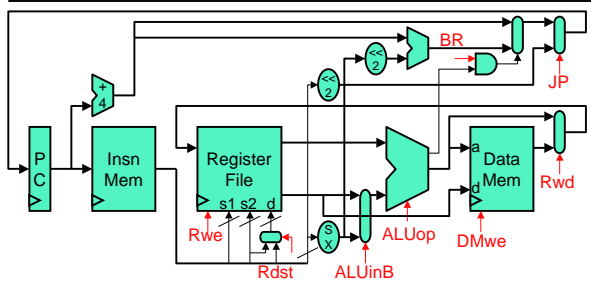 BR
<<
2
<<
2
+
4
JP
P
C
Insn
Mem
Register
File
s1 s2 d
a
d
Data
Mem
Rwd
Rwe
S
X
ALUop
DMwe
Rdst
ALUinB